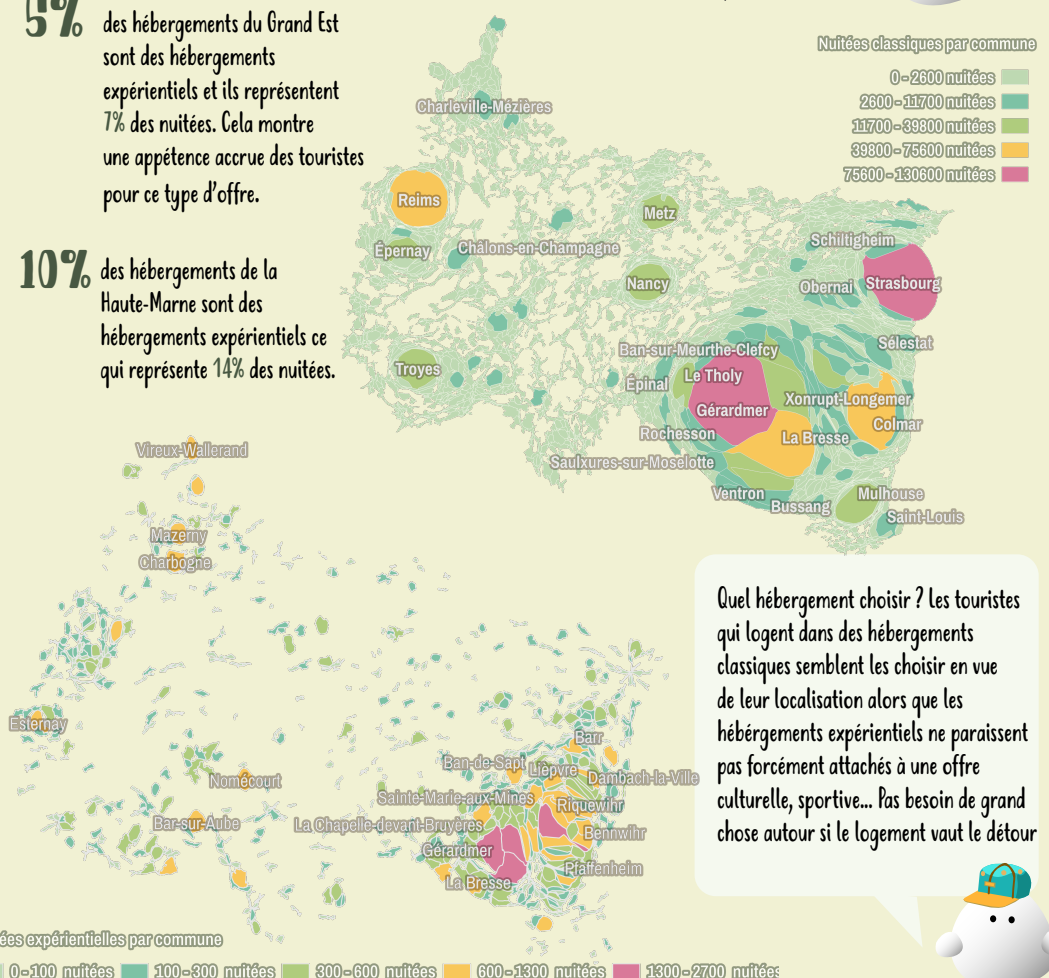 5% des hébergements du Grand Est
sont des hébergements
expérientiels et ils représentent
7% des nuitées. Cela montre
une appétence accrue des touristes
pour ce type d'offre.
10% des hébergements de la
Haute-Marne sont des
hébergements expérientiels ce
qui représente 14% des nuitées.
Nuitées classiques par commune
0 - 2600 nuitées
2600 - 11700 nuitées
11700 - 39800 nuitées
39800 - 75600 nuitées
75600 - 130600 nuitées
Charleville-Mézières
Reims
Metz
Épernay
Châlons-en-Champagne
Schiltigheim
Nancy
Obernai
Strasbourg
Sélestat
Ban-sur-Meurthe-Clefcy
Troyes
Épinal
Le Tholy
Xonrupt-Longemer
Gérardmer
Colmar
Rochesson
La Bresse
Saulxures-sur-Moselotte
Ventron
Mulhouse
Bussang
Saint-Louis
Vireux-Wallerand
Mazerny
Charbogne
Esternay
Barr
Ban-de-Sapt
Lièpvre
Nomécourt
Dambach-la-Ville
Sainte-Marie-aux-Mines
Riquewihr
Bar-sur-Aube
La Chapelle-devant-Bruyères
Bennwihr
Gérardmer
Pfaffenheim
La Bresse
Quel hébergement choisir ? Les touristes
qui logent dans des hébergements
classiques semblent les choisir en vue
de leur localisation alors que les
hébergements expérientiels ne paraissent
pas forcément attachés à une offre
culturelle, sportive... Pas besoin de grand
chose autour si le logement vaut le détour
ées expérientielles par commune
0 - 100 nuitées 100 - 300 nuitées 300 - 600 nuitées 600 - 1300 nuitées 1300 - 2700 nuitées